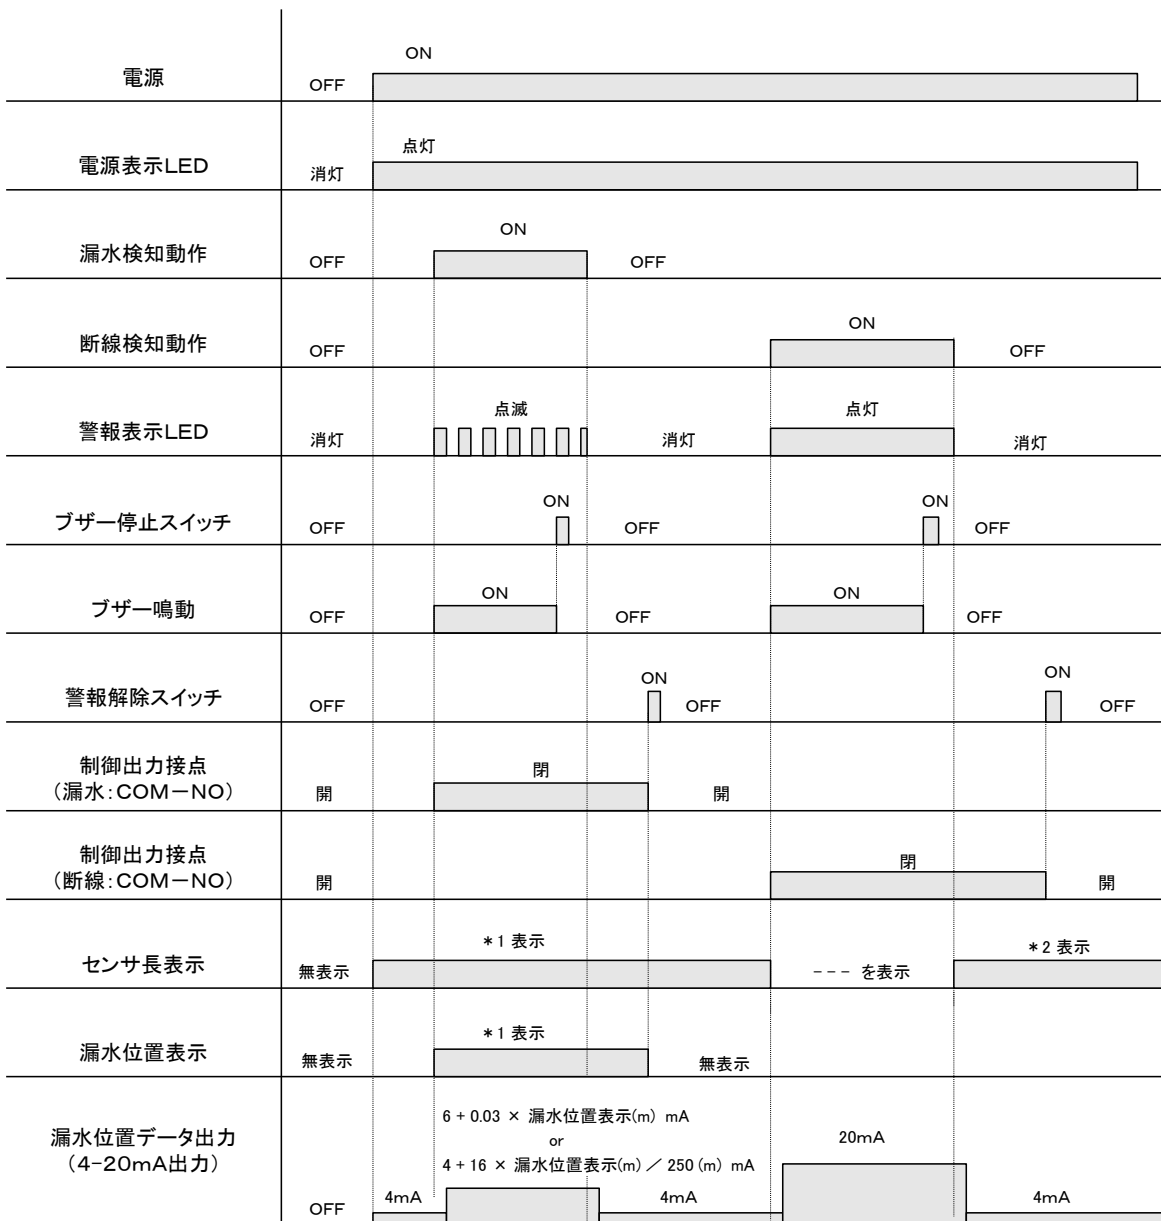 ON
電源 OFF
点灯
電源表示LED 消灯
ON
漏水検知動作 OFF OFF
ON
断線検知動作 OFF OFF
点滅 点灯
警報表示LED 消灯 消灯 消灯
ON ON
ブザー停止スイッチ OFF OFF OFF
ON ON
ブザー鳴動 OFF OFF OFF
ON ON
警報解除スイッチ OFF OFF OFF
制御出力接点 閉
（漏水：COM－NO） 開 開
制御出力接点 閉
（断線：COM－NO） 開 開
＊1 表示 ＊2 表示
センサ長表示 無表示 －－－ を表示
＊1 表示
漏水位置表示 無表示 無表示
6 + 0.03 × 漏水位置表示(m) mA
or
4 + 16 × 漏水位置表示(m) ／ 250 (m) mA
漏水位置データ出力 20mA
（4-20mA出力）
4mA 4mA 4mA
OFF